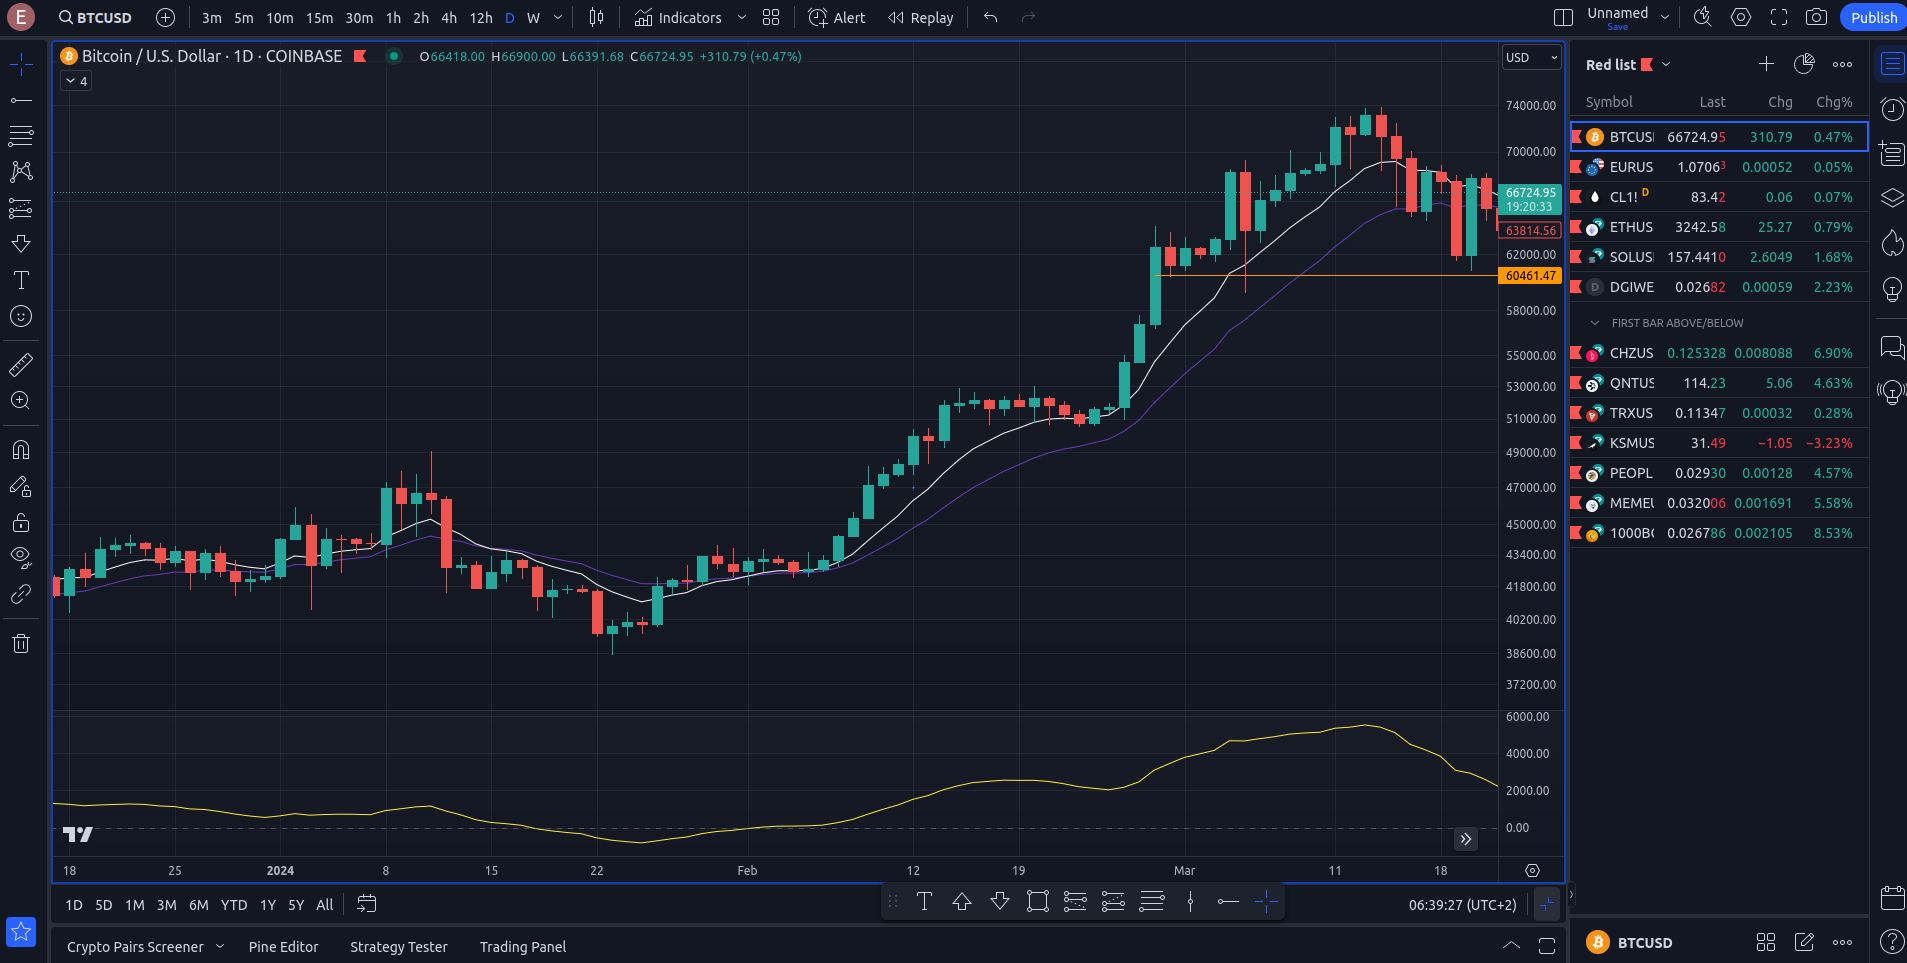 E BTCUSD 3m 5m 10m 15m 30m 1h 2h 4h 12h D W Indicators Alert Replay Unnamed Save Publish
Bitcoin / U.S. Dollar · 1D · COINBASE O66418.00 H66900.00 L66391.68 C66724.95 +310.79 (+0.47%)
4
USD
74000.00
70000.00
66724.95
19:20:33
63814.56
62000.00
60461.47
58000.00
55000.00
53000.00
51000.00
49000.00
47000.00
45000.00
43400.00
41800.00
40200.00
38600.00
37200.00
6000.00
4000.00
2000.00
0.00
18 25 2024 8 15 22 Feb 12 19 Mar 11 18
1D 5D 1M 3M 6M YTD 1Y 5Y All
06:39:27 (UTC+2)
Crypto Pairs Screener Pine Editor Strategy Tester Trading Panel
Red list
Symbol Last Chg Chg%
BTCUS 66724.95 310.79 0.47%
EURUS 1.07063 0.00052 0.05%
CL1! D 83.42 0.06 0.07%
ETHUS 3242.58 25.27 0.79%
SOLUS 157.4410 2.6049 1.68%
D DGIWE 0.02682 0.00059 2.23%
FIRST BAR ABOVE/BELOW
CHZUS 0.125328 0.008088 6.90%
QNTUS 114.23 5.06 4.63%
TRXUS 0.11347 0.00032 0.28%
KSMUS 31.49 −1.05 −3.23%
PEOPL 0.02930 0.00128 4.57%
MEME 0.032006 0.001691 5.58%
1000B 0.026786 0.002105 8.53%
BTCUSD